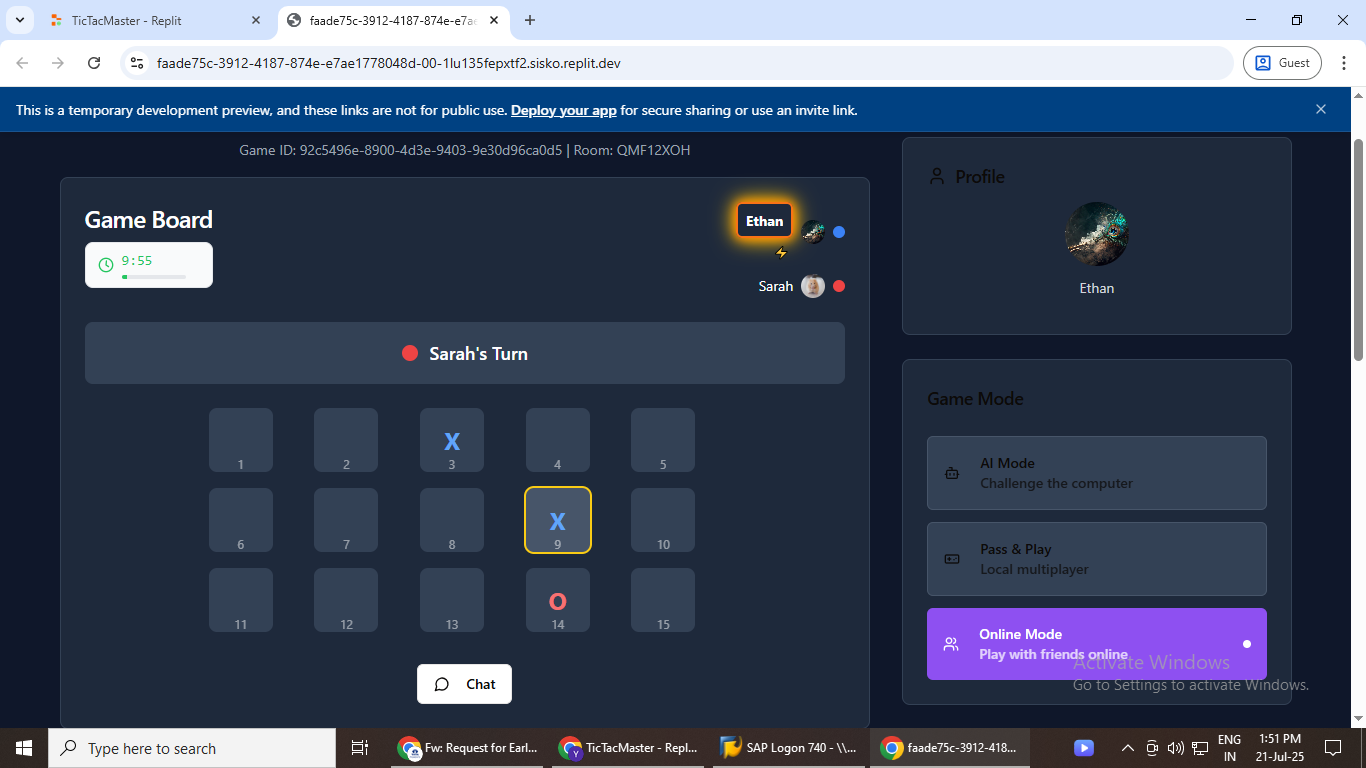 TicTacMaster - Replit
faade75c-3912-4187-874e-e7ae
faade75c-3912-4187-874e-e7ae1778048d-00-1lu135fepxtf2.sisko.replit.dev
Guest
This is a temporary development preview, and these links are not for public use. Deploy your app for secure sharing or use an invite link.
Game ID: 92c5496e-8900-4d3e-9403-9e30d96ca0d5 | Room: QMF12XOH
Game Board
9:55
Ethan
Sarah
Sarah's Turn
X
1 2 3 4 5
X
6 7 8 9 10
O
11 12 13 14 15
Chat
Profile
Ethan
Game Mode
AI Mode
Challenge the computer
Pass & Play
Local multiplayer
Online Mode
Play with friends online
Activate Windows
Go to Settings to activate Windows.
Type here to search
Fw: Request for Earl...
TicTacMaster - Repl...
SAP Logon 740 - \\...
faade75c-3912-418...
ENG
IN
1:51 PM
21-Jul-25